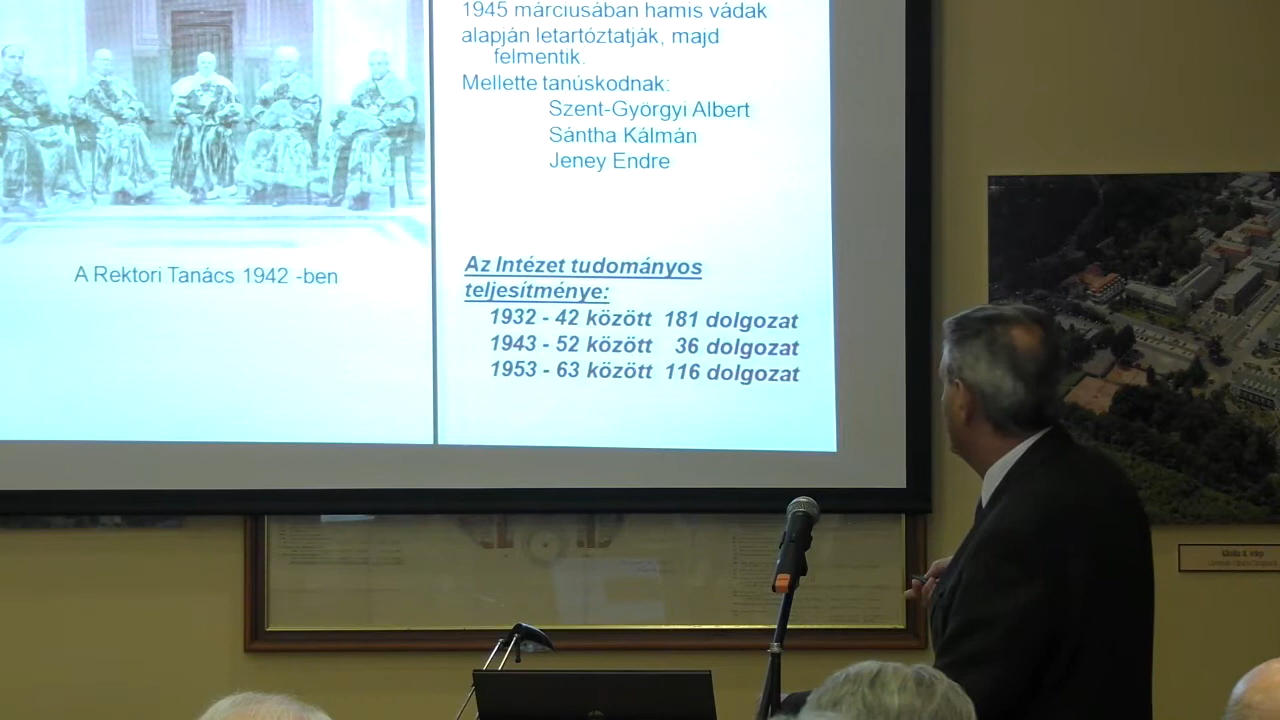 1945 márciusában hamis vádak
alapján letartóztatják, majd
felmentik.
Mellette tanúskodnak:
Szent-Györgyi Albert
Sántha Kálmán
Jeney Endre
A Rektori Tanács 1942 -ben
Az Intézet tudományos
teljesítménye:
1932 - 42 között 181 dolgozat
1943 - 52 között 36 dolgozat
1953 - 63 között 116 dolgozat